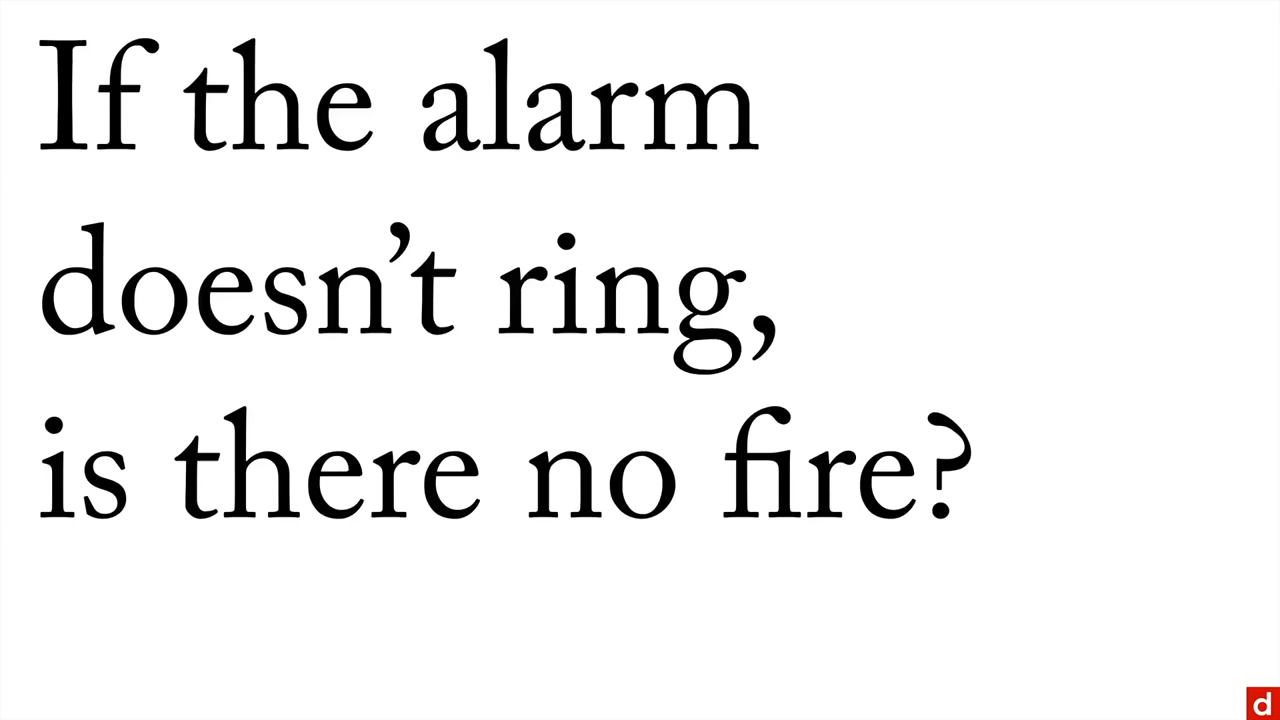 If the alarm
doesn’t ring,
is there no fire?
d